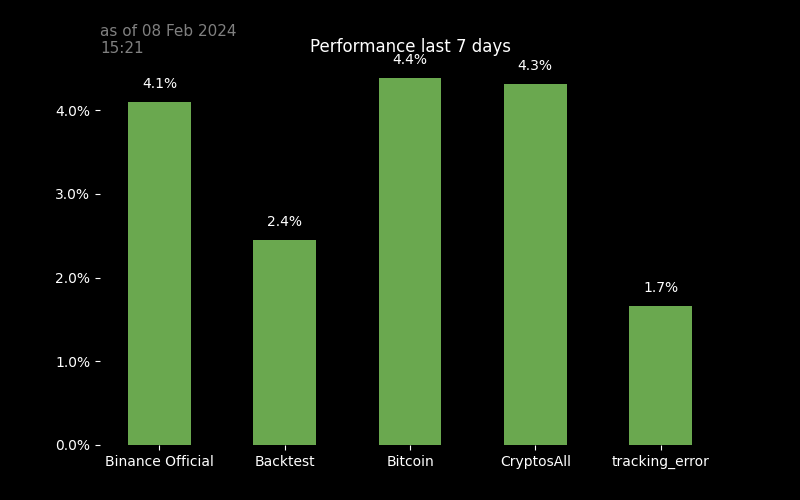 as of 08 Feb 2024
15:21
Performance last 7 days
4.1%
2.4%
4.4%
4.3%
1.7%
4.0%
3.0%
2.0%
1.0%
0.0%
Binance Official
Backtest
Bitcoin
CryptosAll
tracking_error